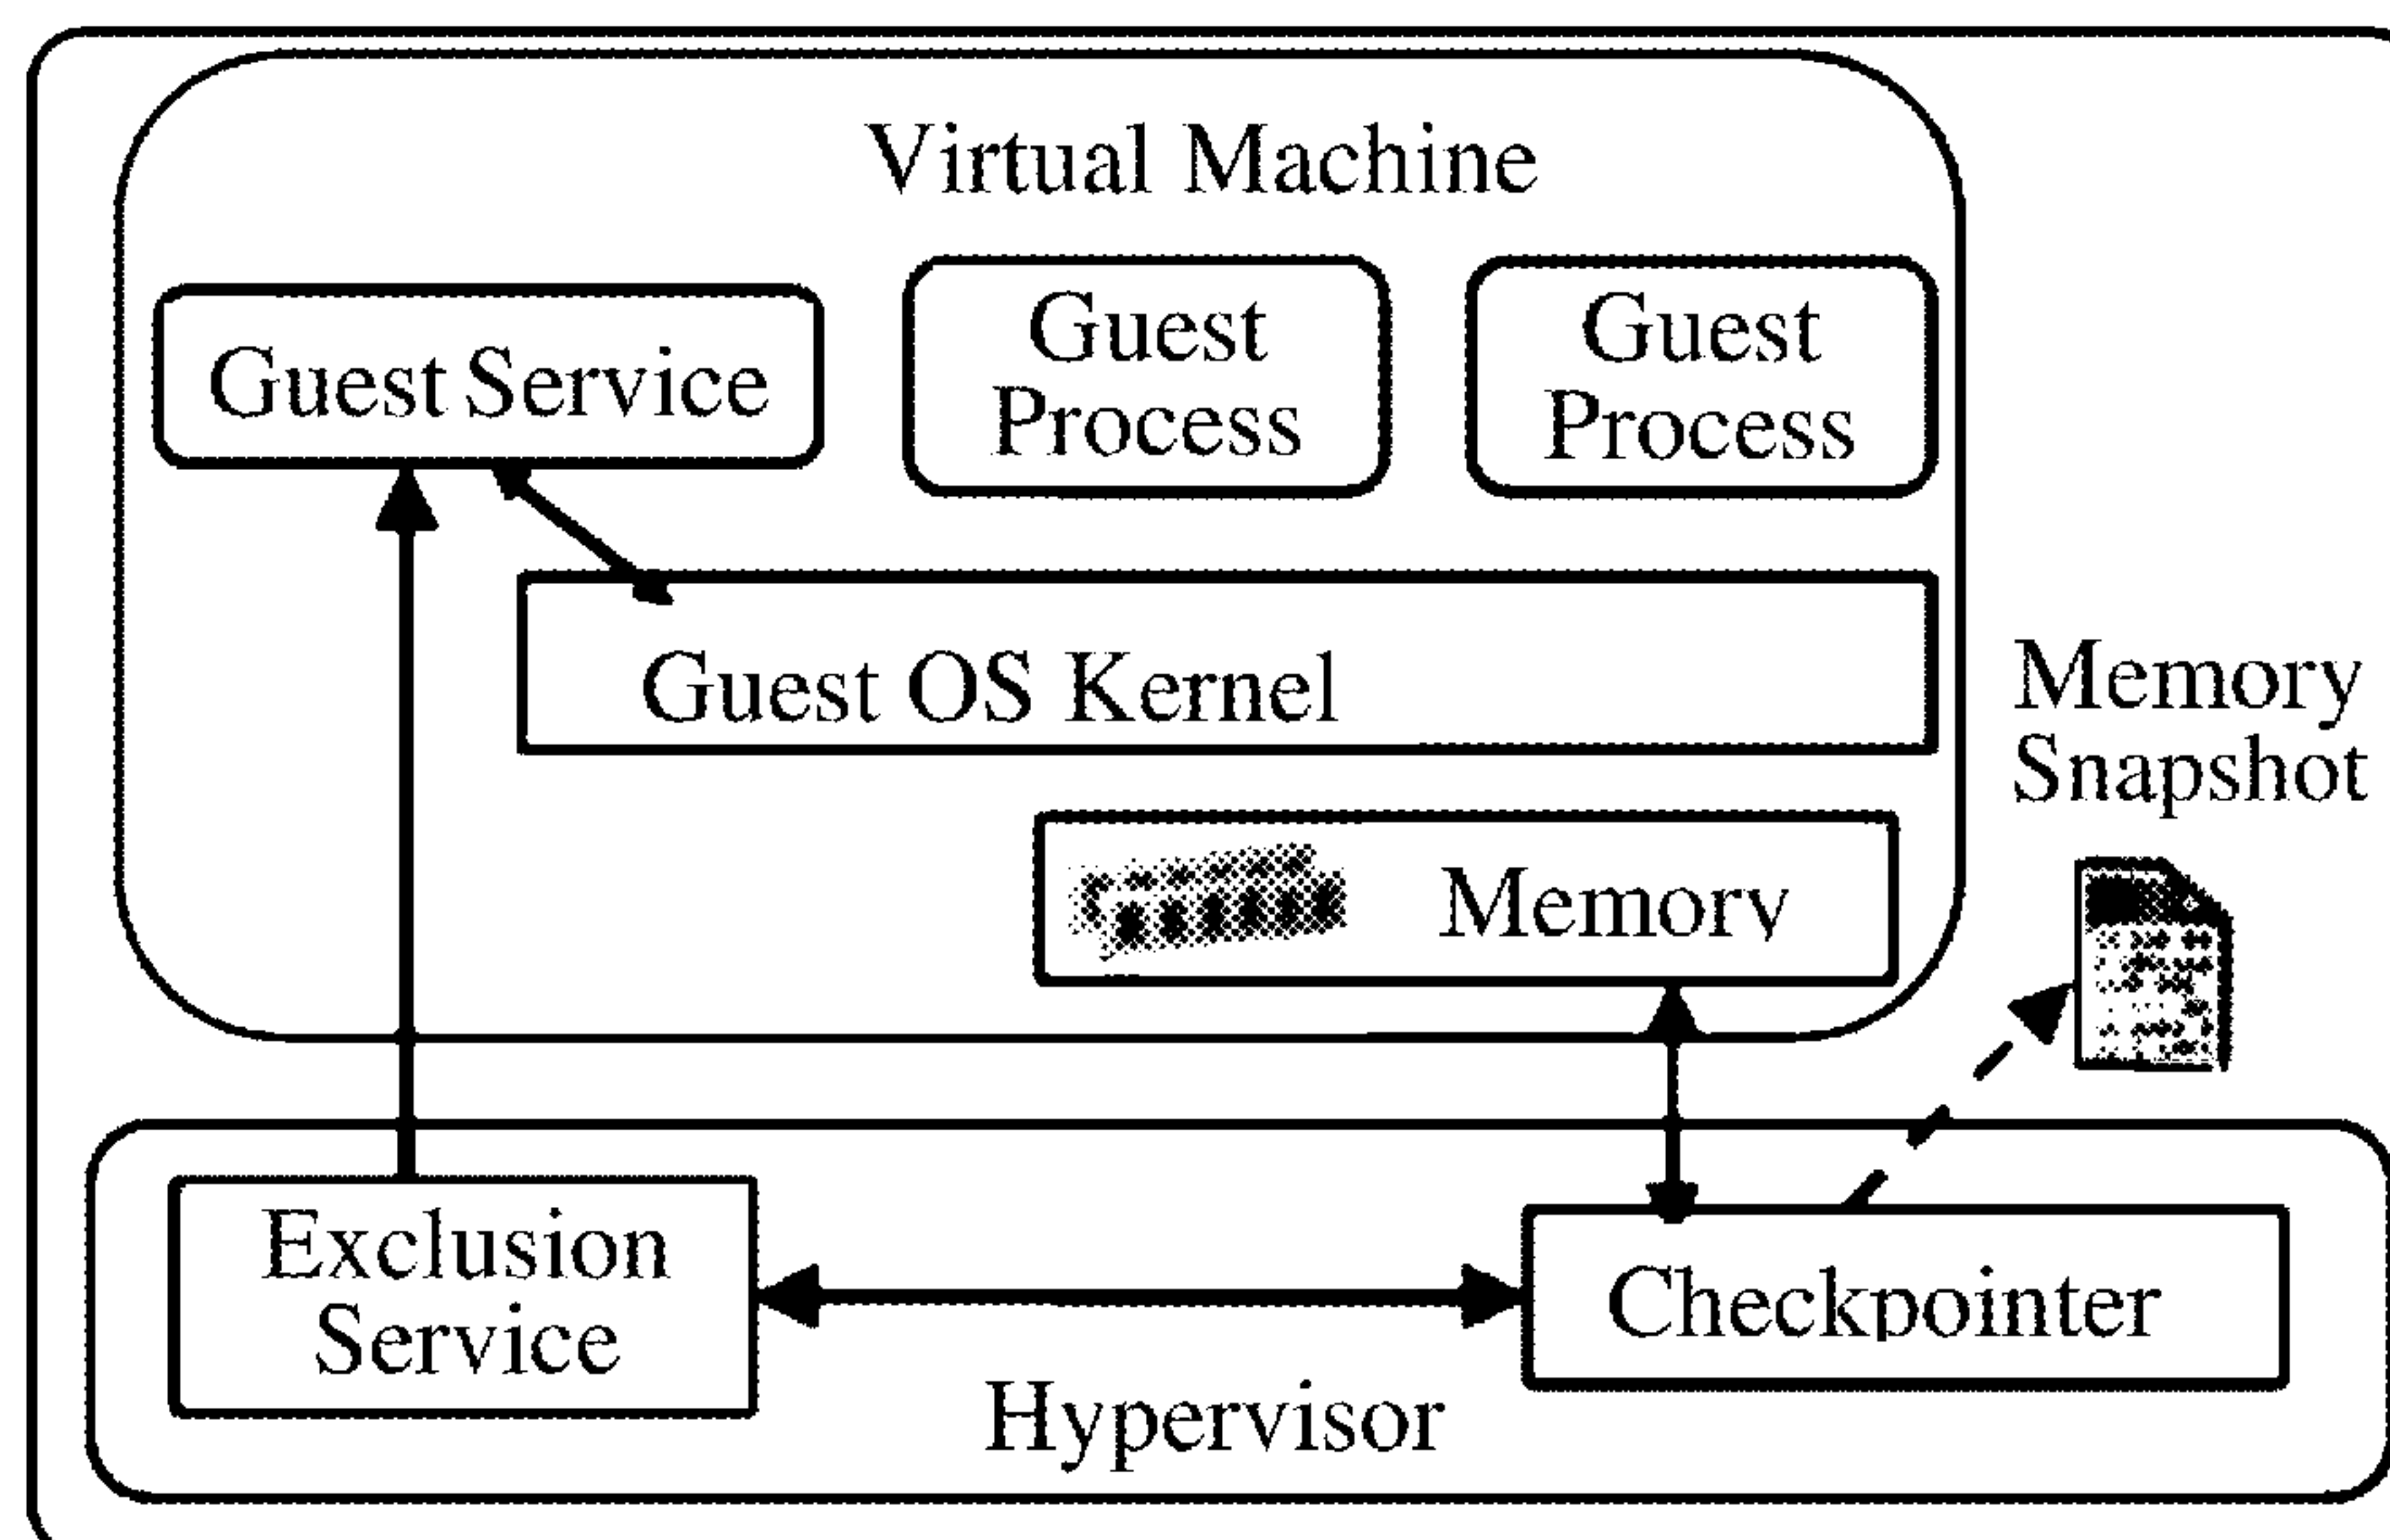 Virtual Machine
Guest Service
Guest
Process
Guest
Process
Guest OS Kernel
Memory
Snapshot
Memory
Exclusion
Service
Checkpointer
Hypervisor